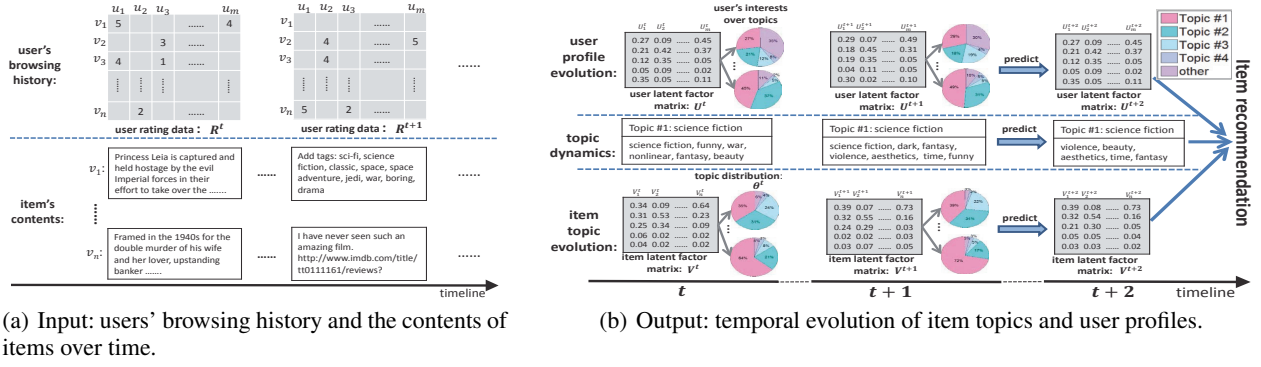 u1 u2 u3 ...... um
v1 5 4
v2 3
v3 4 1 ......
vn 2
user's browsing history:
user rating data : R^t
u1 u2 u3 ...... um
......
4 5
4
5 2 ......
user rating data : R^t+1
......
item's contents:
v1:
Princess Leia is captured and
held hostage by the evil
Imperial forces in their
effort to take over the .......
......
Add tags: sci-fi, science
fiction, classic, space, space
adventure, jedi, war, boring,
drama
......
vn:
Framed in the 1940s for the
double murder of his wife
and her lover, upstanding
banker ......
......
I have never seen such an
amazing film.
http://www.imdb.com/title/
tt0111161/reviews?
......
timeline
(a) Input: users' browsing history and the contents of
items over time.
user profile evolution:
user's interests
over topics
0.27 0.09 ...... 0.45
0.21 0.42 ...... 0.37
0.12 0.35 ...... 0.05
0.05 0.09 ...... 0.02
0.35 0.05 ...... 0.11
user latent factor
matrix: U^t
0.29 0.07 ...... 0.49
0.18 0.45 ...... 0.31
0.19 0.35 ...... 0.04
0.04 0.11 ...... 0.05
0.30 0.02 ...... 0.10
user latent factor
matrix: U^t+1
predict
0.27 0.09 ...... 0.45
0.21 0.42 ...... 0.37
0.12 0.35 ...... 0.05
0.05 0.09 ...... 0.02
0.35 0.05 ...... 0.11
user latent factor
matrix: U^t+2
Topic #1
Topic #2
Topic #3
Topic #4
other
topic dynamics:
Topic #1: science fiction
science fiction, funny, war,
nonlinear, fantasy, beauty
Topic #1: science fiction
science fiction, dark, fantasy,
violence, aesthetics, time, funny
predict
Topic #1: science fiction
violence, beauty,
aesthetics, time, fantasy
item topic evolution:
topic distribution:
θ^t
0.34 0.09 ...... 0.64
0.31 0.53 ...... 0.23
0.25 0.34 ...... 0.09
0.06 0.02 ...... 0.02
0.04 0.02 ...... 0.02
item latent factor
matrix: V^t
0.39 0.07 ...... 0.73
0.32 0.55 ...... 0.16
0.24 0.29 ...... 0.03
0.02 0.02 ...... 0.03
0.03 0.07 ...... 0.05
item latent factor
matrix: V^t+1
predict
0.39 0.08 ...... 0.73
0.32 0.54 ...... 0.16
0.21 0.30 ...... 0.05
0.05 0.05 ...... 0.04
0.03 0.03 ...... 0.02
item latent factor
matrix: V^t+2
Item recommendation
t t + 1 t + 2 timeline
(b) Output: temporal evolution of item topics and user profiles.